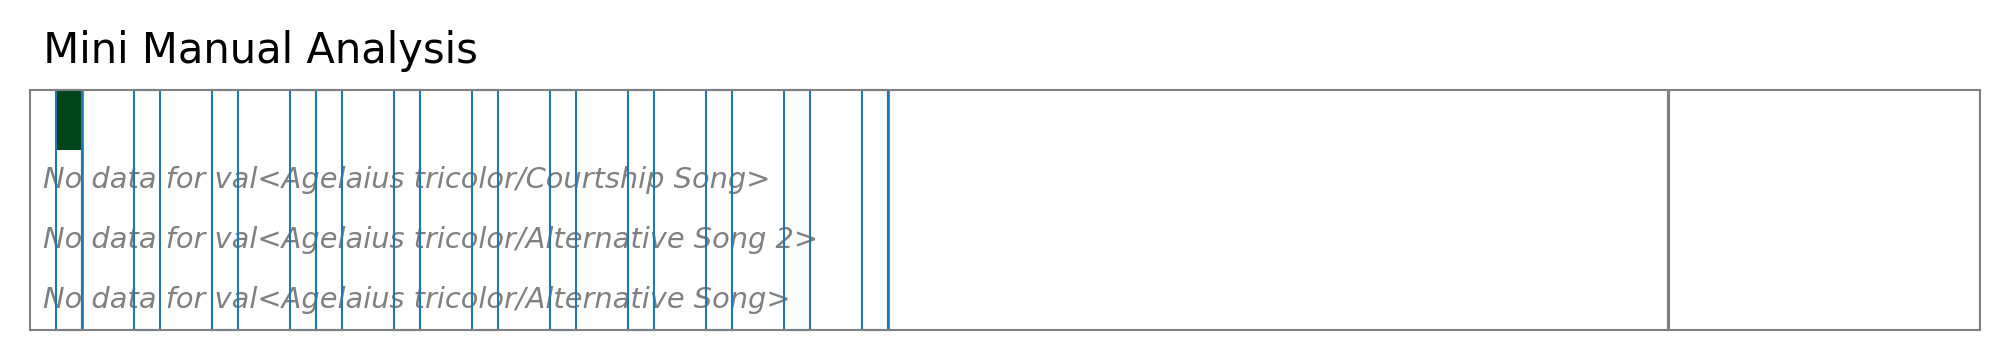 Mini Manual Analysis
No data for val<Agelaius tricolor/Courtship Song>
No data for val<Agelaius tricolor/Alternative Song 2>
No data for val<Agelaius tricolor/Alternative Song>